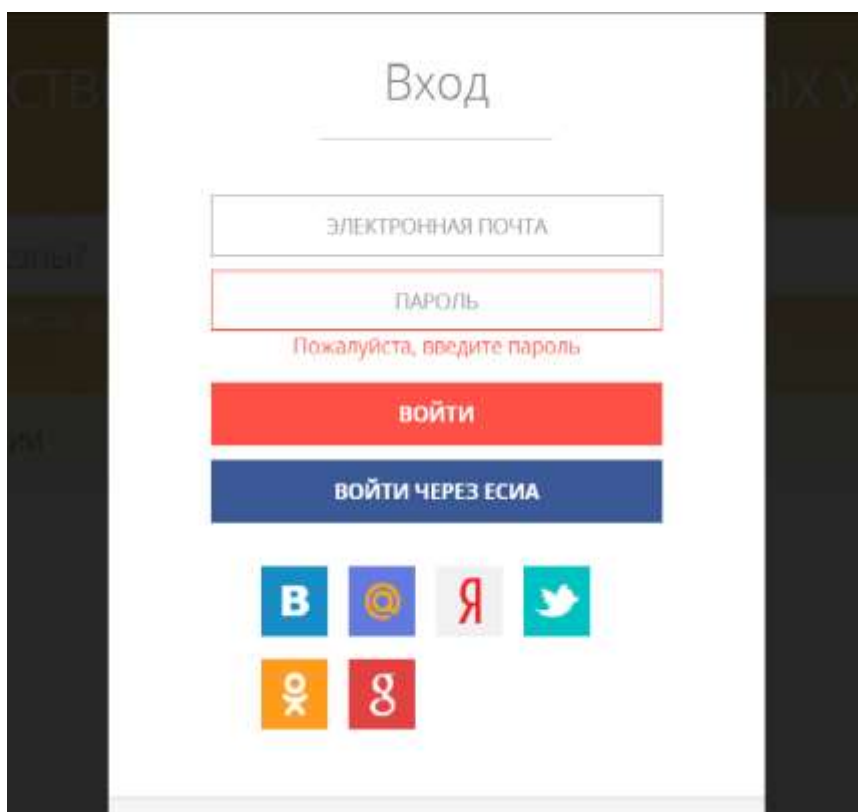 Вход
ЭЛЕКТРОННАЯ ПОЧТА
ПАРОЛЬ
Пожалуйста, введите пароль
ВОЙТИ
ВОЙТИ ЧЕРЕЗ ЕСИА
В @ Я
g